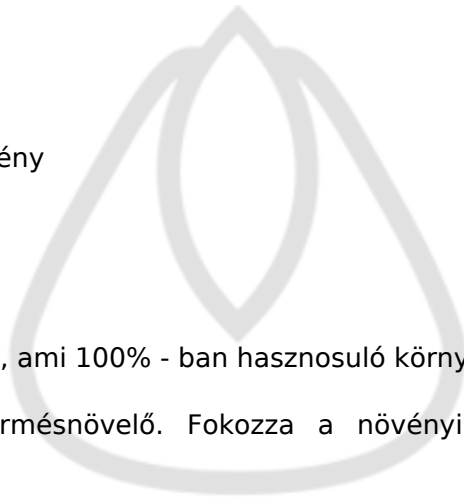 ény
, ami 100% - ban hasznosuló körny
rmésnövelő. Fokozza a növényi